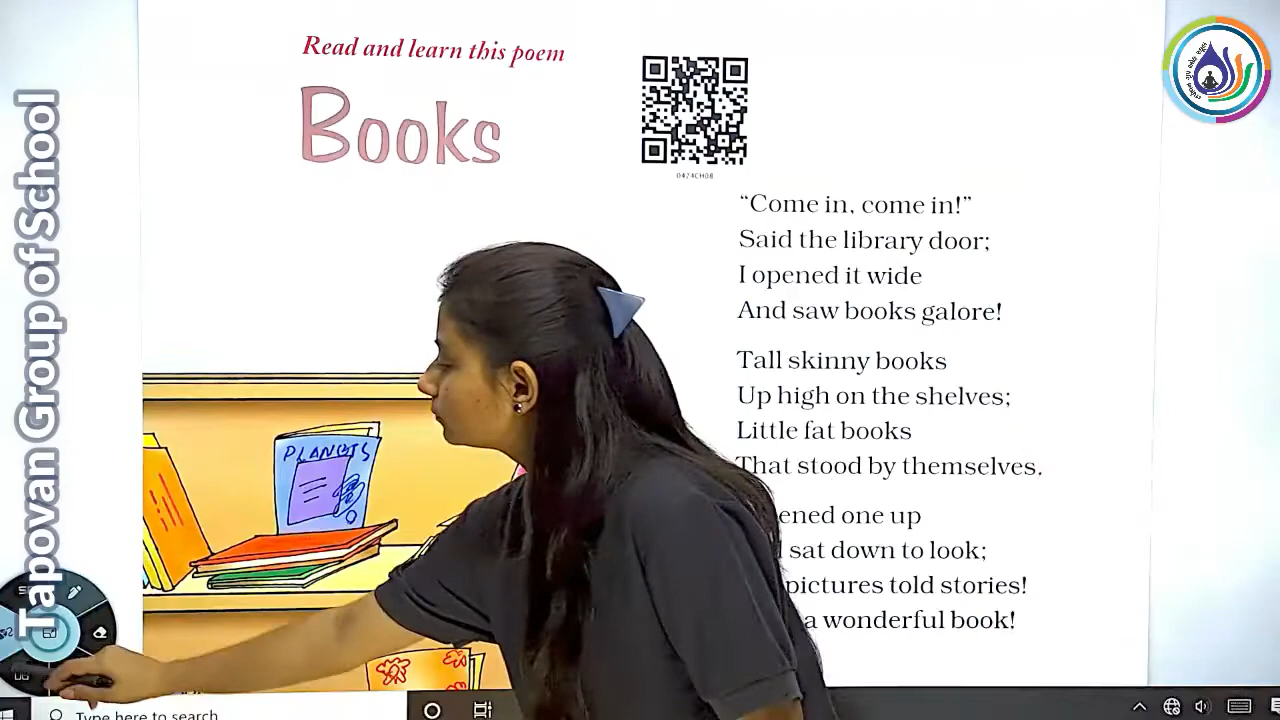 Tapovan Group of School
Read and learn this poem
Books
0424CH08
“Come in, come in!”
Said the library door;
I opened it wide
And saw books galore!
Tall skinny books
Up high on the shelves;
Little fat books
That stood by themselves.
ened one up
sat down to look;
pictures told stories!
a wonderful book!
PLANETS
Type here to search